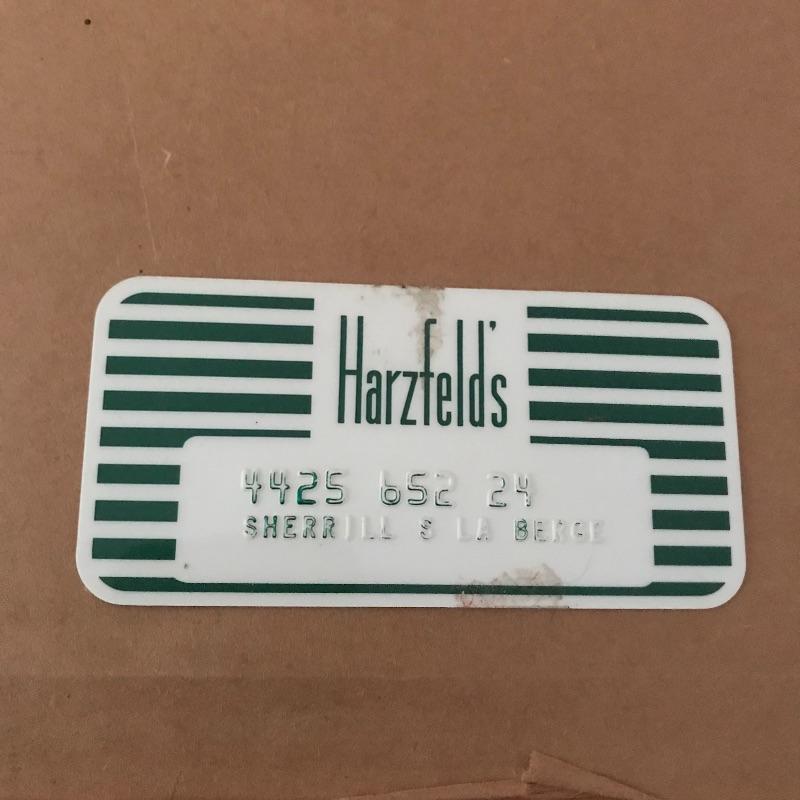 Harzfeld's
4425 652 24
SHERRILL S LA BERGE